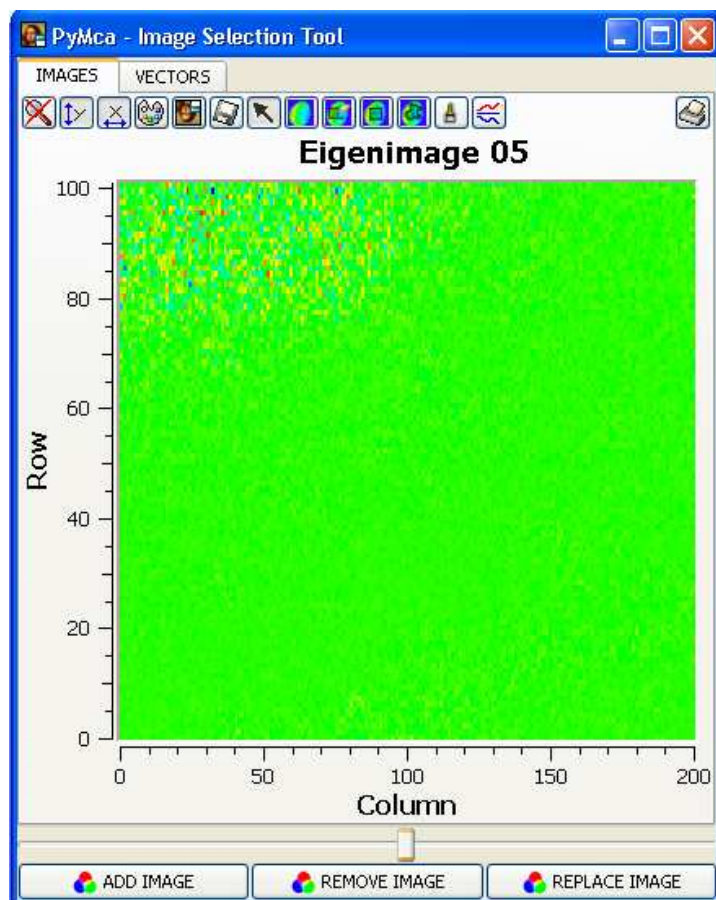 PyMca - Image Selection Tool
IMAGES VECTORS
Eigenimage 05
100
80
60
40
20
0
Row
0 50 100 150 200
Column
ADD IMAGE REMOVE IMAGE REPLACE IMAGE